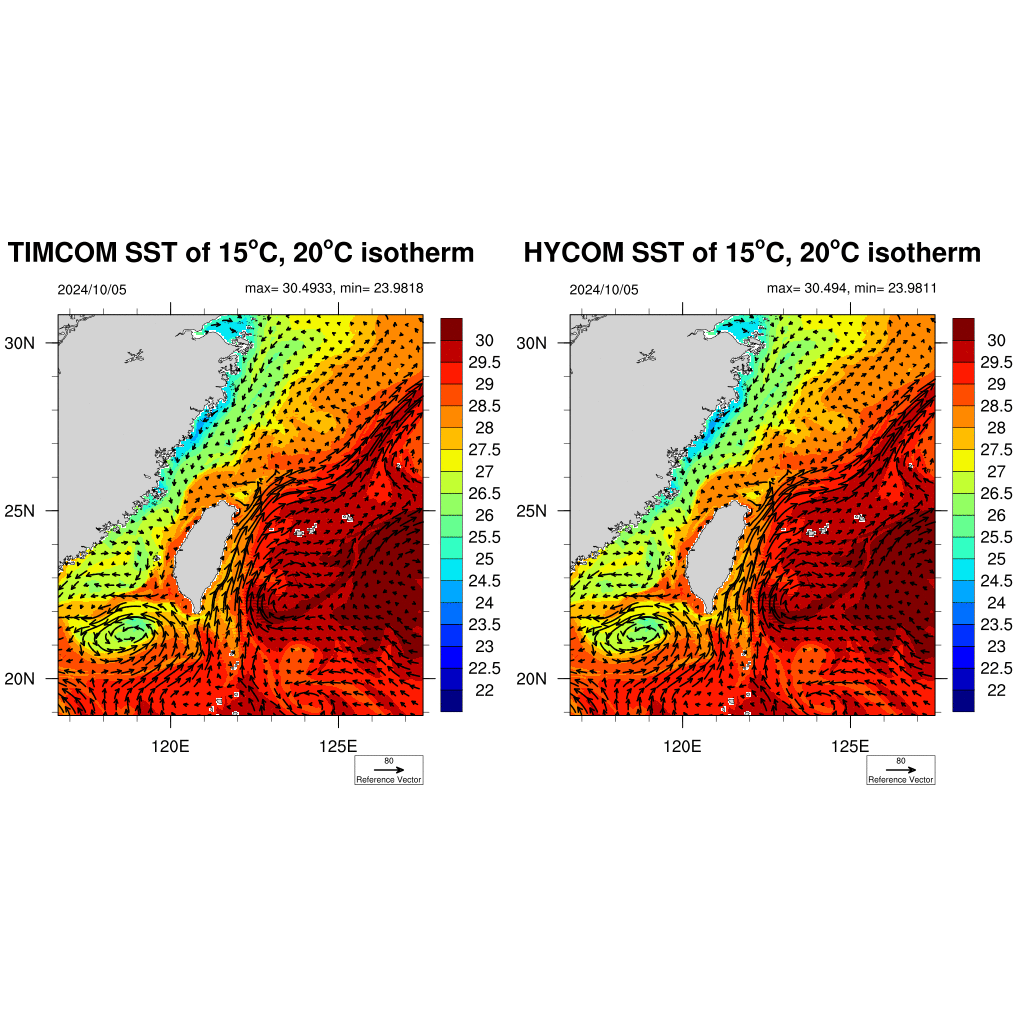 TIMCOM SST of 15°C, 20°C isotherm
2024/10/05
max= 30.4933, min= 23.9818
30N
25N
20N
120E
125E
30
29.5
29
28.5
28
27.5
27
26.5
26
25.5
25
24.5
24
23.5
23
22.5
22
80
Reference Vector
HYCOM SST of 15°C, 20°C isotherm
2024/10/05
max= 30.494, min= 23.9811
30N
25N
20N
120E
125E
30
29.5
29
28.5
28
27.5
27
26.5
26
25.5
25
24.5
24
23.5
23
22.5
22
80
Reference Vector